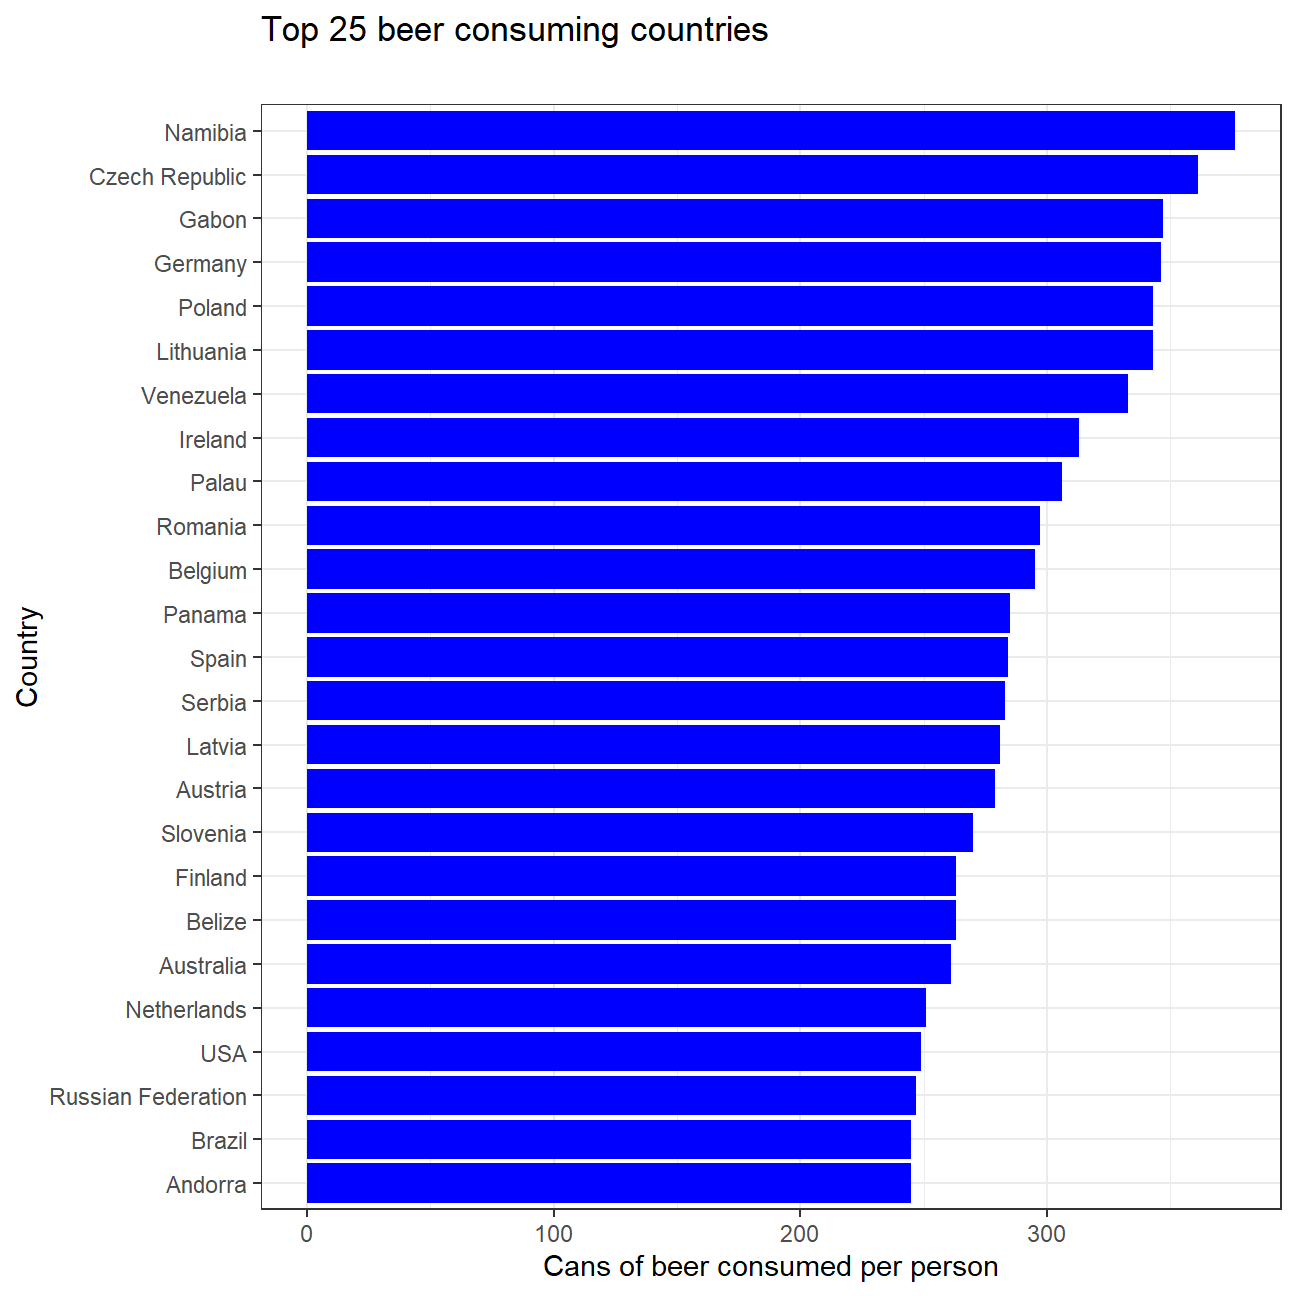 Top 25 beer consuming countries
Country
Namibia
Czech Republic
Gabon
Germany
Poland
Lithuania
Venezuela
Ireland
Palau
Romania
Belgium
Panama
Spain
Serbia
Latvia
Austria
Slovenia
Finland
Belize
Australia
Netherlands
USA
Russian Federation
Brazil
Andorra
0 100 200 300
Cans of beer consumed per person